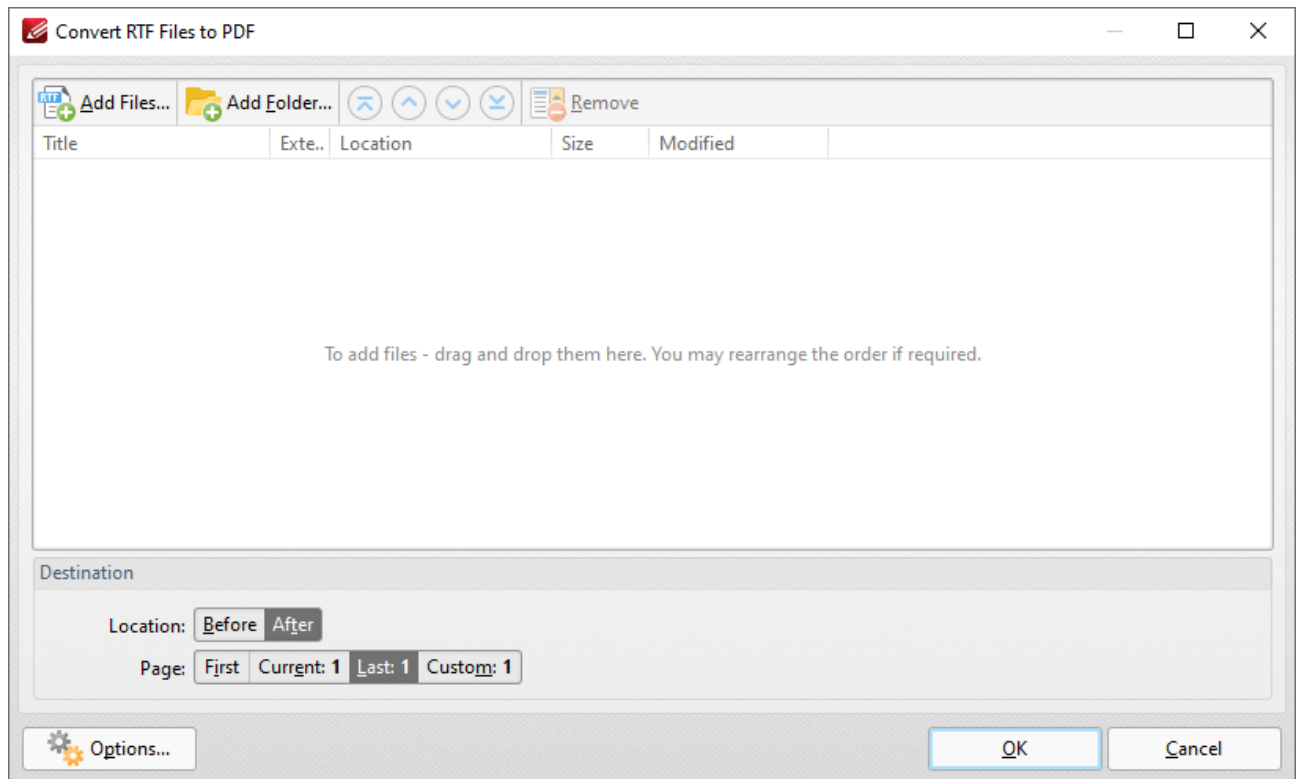 Convert RTF Files to PDF
RTF Add Files... Add Folder... Remove
Title Exte.. Location Size Modified
To add files - drag and drop them here. You may rearrange the order if required.
Destination
Location: Before After
Page: First Current: 1 Last: 1 Custom: 1
Options... OK Cancel